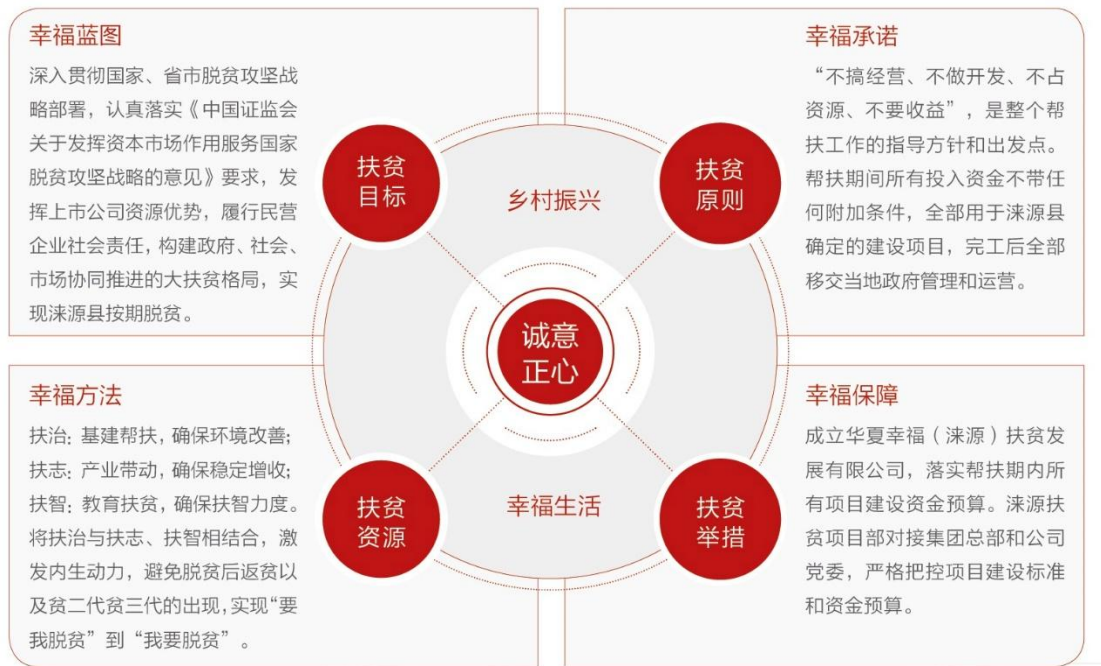 幸福蓝图
深入贯彻国家、省市脱贫攻坚战
略部署，认真落实《中国证监会
关于发挥资本市场作用服务国家
脱贫攻坚战略的意见》要求，发
挥上市公司资源优势，履行民营
企业社会责任，构建政府、社会、
市场协同推进的大扶贫格局，实
现涞源县按期脱贫。
幸福承诺
“不搞经营、不做开发、不占
资源、不要收益”，是整个帮
扶工作的指导方针和出发点。
帮扶期间所有投入资金不带任
何附加条件，全部用于涞源县
确定的建设项目，完工后全部
移交当地政府管理和运营。
扶贫
目标
乡村振兴
扶贫
原则
诚意
正心
幸福方法
扶治：基建帮扶，确保环境改善；
扶志：产业带动，确保稳定增收；
扶智：教育扶贫，确保扶智力度。
将扶治与扶志、扶智相结合，激
发内生动力，避免脱贫后返贫以
及贫二代贫三代的出现，实现“要
我脱贫”到“我要脱贫”。
扶贫
资源
幸福生活
扶贫
举措
幸福保障
成立华夏幸福（涞源）扶贫发
展有限公司，落实帮扶期内所
有项目建设资金预算。涞源扶
贫项目部对接集团总部和公司
党委，严格把控项目建设标准
和资金预算。